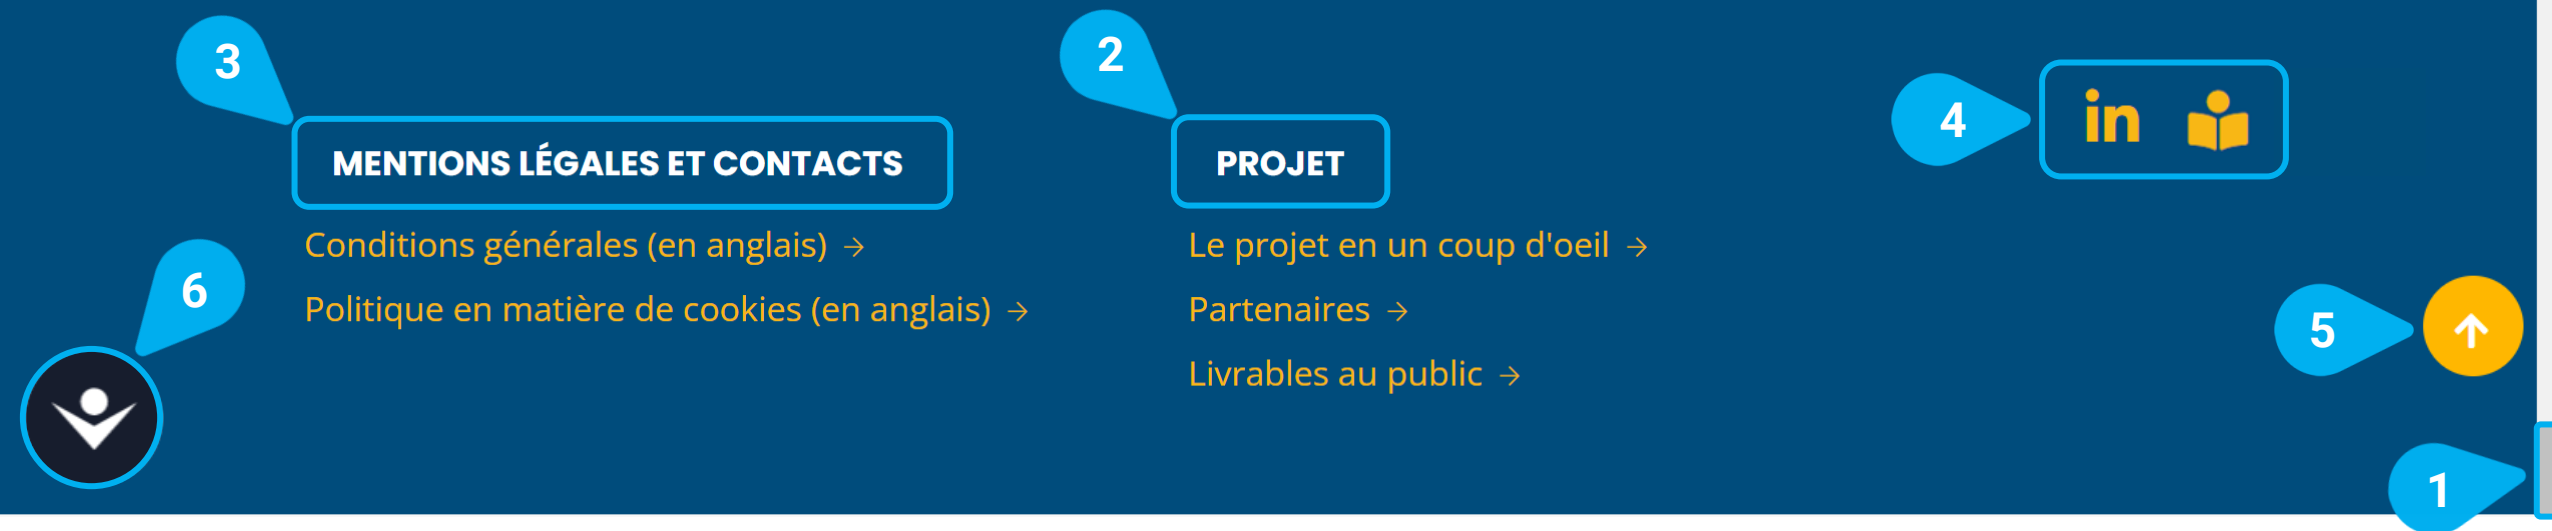 3
MENTIONS LÉGALES ET CONTACTS
Conditions générales (en anglais) →
Politique en matière de cookies (en anglais) →
6
2
PROJET
Le projet en un coup d'oeil →
Partenaires →
Livrables au public →
4
in
5
1